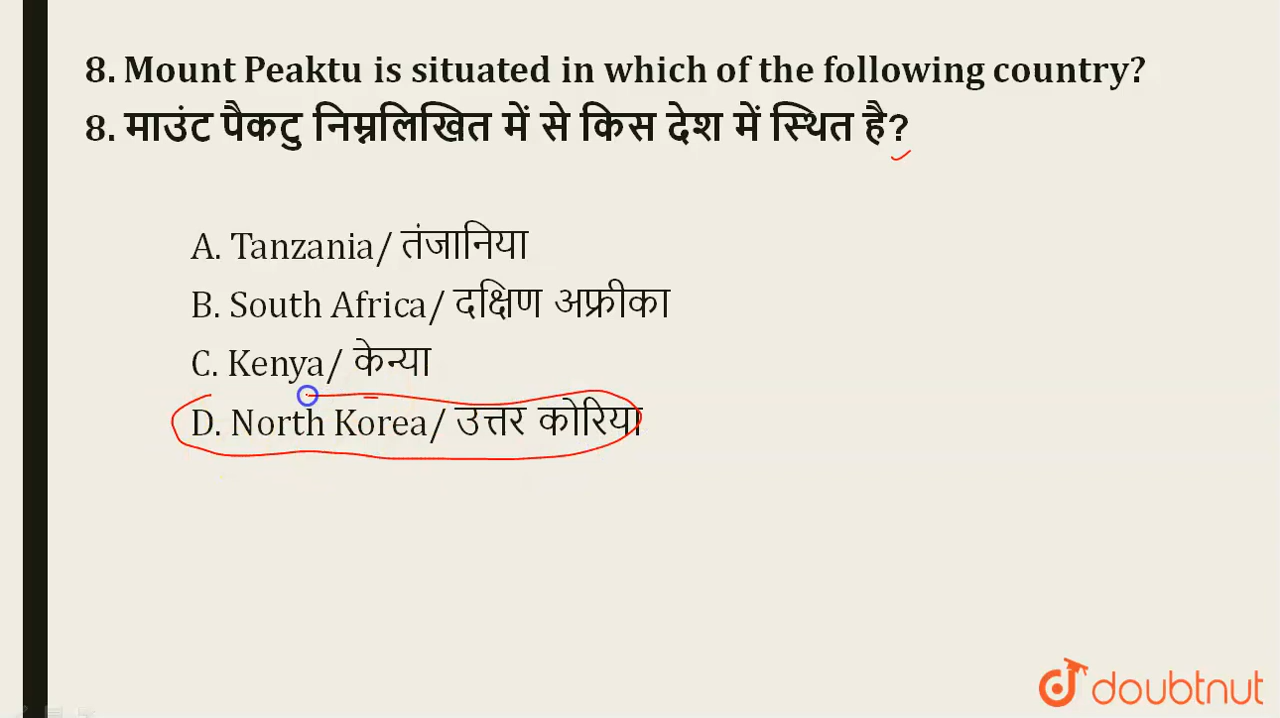 8. Mount Peaktu is situated in which of the following country?
8. माउंट पैकटु निम्नलिखित में से किस देश में स्थित है?
A. Tanzania/ तंजानिया
B. South Africa/ दक्षिण अफ्रीका
C. Kenya/ केन्या
D. North Korea/ उत्तर कोरिया
doubtnut